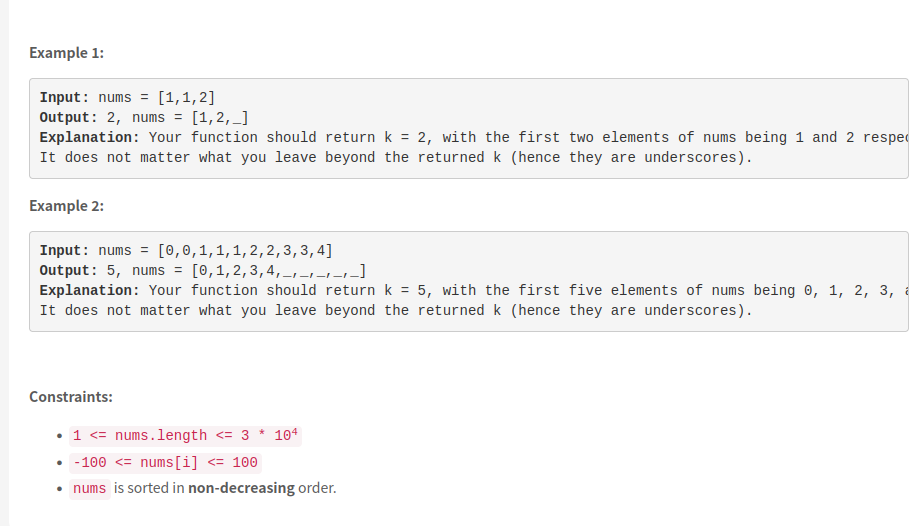 Example 1:
Input: nums = [1,1,2]
Output: 2, nums = [1,2,_]
Explanation: Your function should return k = 2, with the first two elements of nums being 1 and 2
It does not matter what you leave beyond the returned k (hence they are underscores).
Example 2:
Input: nums = [0,0,1,1,1,2,2,3,3,4]
Output: 5, nums = [0,1,2,3,4,_,_,_,_,_]
Explanation: Your function should return k = 5, with the first five elements of nums being 0, 1, 2, 3,
It does not matter what you leave beyond the returned k (hence they are underscores).
Constraints:
• 1 <= nums.length <= 3 * 10⁴
• -100 <= nums[i] <= 100
• nums is sorted in non-decreasing order.